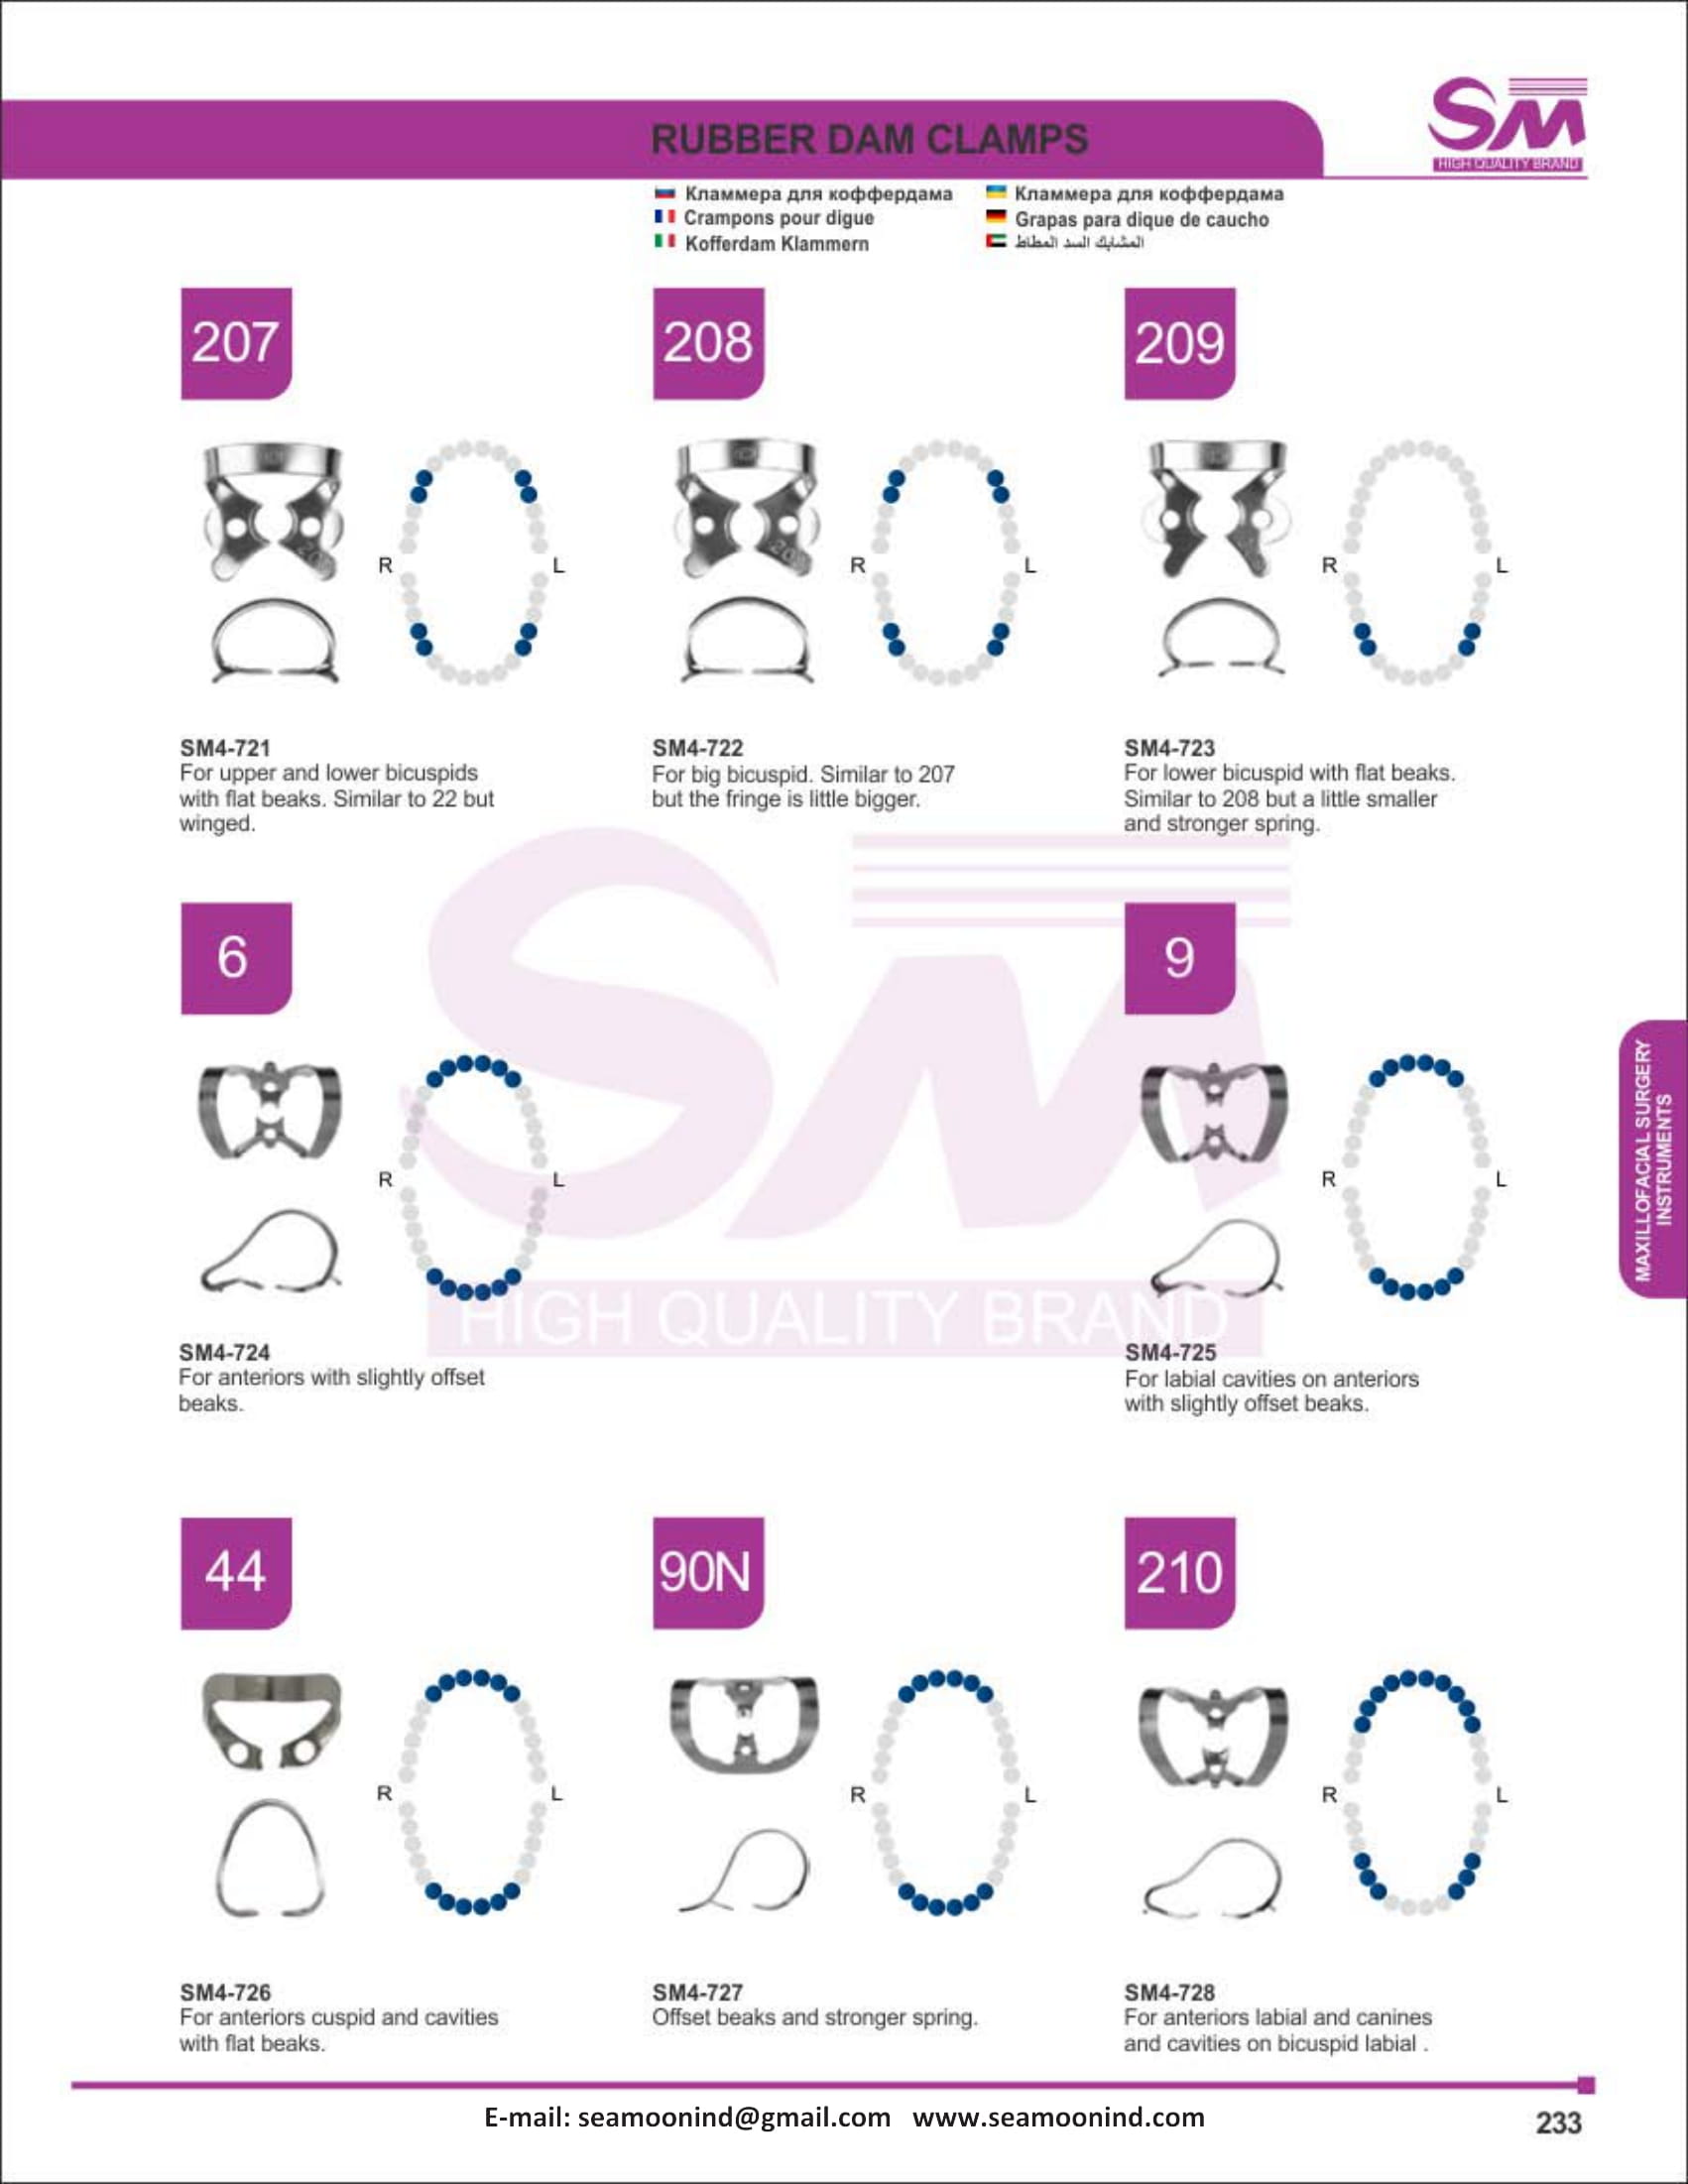 SM
HIGH QUALITY BRAND
RUBBER DAM CLAMPS
Кламмера для коффердама
Кламмера для коффердама
Crampons pour digue
Grapas para dique de caucho
Kofferdam Klammern
المشابك السد المطاط
207
208
209
R
L
R
L
R
L
SM4-721
For upper and lower bicuspids
with flat beaks. Similar to 22 but
winged.
SM4-722
For big bicuspid. Similar to 207
but the fringe is little bigger.
SM4-723
For lower bicuspid with flat beaks.
Similar to 208 but a little smaller
and stronger spring.
6
9
SM
HIGH QUALITY BRAND
R
L
R
L
SM4-724
For anteriors with slightly offset
beaks.
SM4-725
For labial cavities on anteriors
with slightly offset beaks.
MAXILLOFACIAL SURGERY
INSTRUMENTS
44
90N
210
R
L
R
L
R
L
SM4-726
For anteriors cuspid and cavities
with flat beaks.
SM4-727
Offset beaks and stronger spring.
SM4-728
For anteriors labial and canines
and cavities on bicuspid labial .
E-mail: seamoonind@gmail.com www.seamoonind.com
233